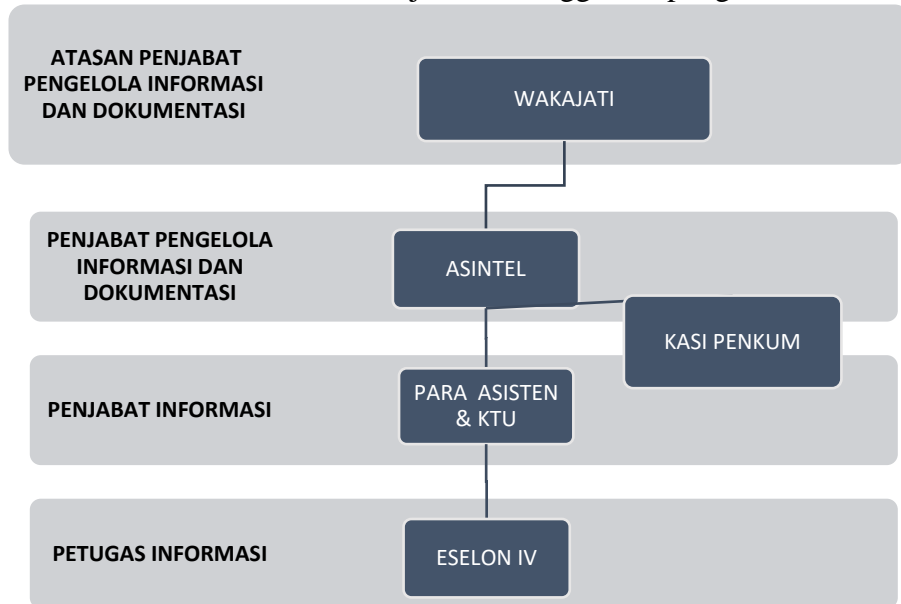 ATASAN PENJABAT
PENGELOLA INFORMASI
DAN DOKUMENTASI
WAKAJATI
PENJABAT PENGELOLA
INFORMASI DAN
DOKUMENTASI
ASINTEL
KASI PENKUM
PENJABAT INFORMASI
PARA ASISTEN
& KTU
PETUGAS INFORMASI
ESELON IV